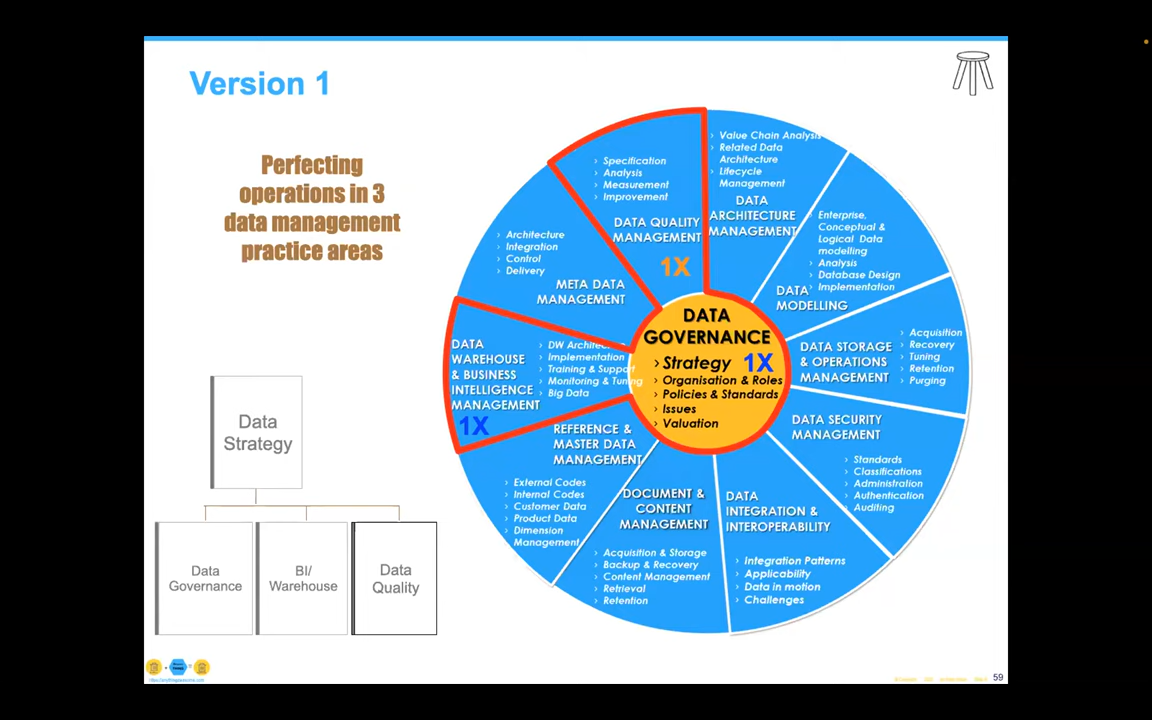 Version 1
Perfecting
operations in 3
data management
practice areas
› Specification
› Analysis
› Measurement
› Improvement
DATA QUALITY
MANAGEMENT
1X
› Value Chain Analysis
› Related Data
Architecture
› Lifecycle
Management
DATA
ARCHITECTURE
MANAGEMENT
› Enterprise,
Conceptual &
Logical Data
modelling
› Analysis
› Database Design
› Implementation
DATA
MODELLING
› Architecture
› Integration
› Control
› Delivery
META DATA
MANAGEMENT
DATA
GOVERNANCE
› Strategy 1X
› Organisation & Roles
› Policies & Standards
› Issues
› Valuation
DATA STORAGE
& OPERATIONS
MANAGEMENT
› Acquisition
› Recovery
› Tuning
› Retention
› Purging
DATA
WAREHOUSE
& BUSINESS
INTELLIGENCE
MANAGEMENT
1X
› DW Architec
› Implementation
› Training & Support
› Monitoring & Tuning
› Big Data
DATA SECURITY
MANAGEMENT
› Standards
› Classifications
› Administration
› Authentication
› Auditing
REFERENCE &
MASTER DATA
MANAGEMENT
› External Codes
› Internal Codes
› Customer Data
› Product Data
› Dimension
Management
DOCUMENT &
CONTENT
MANAGEMENT
› Acquisition & Storage
› Backup & Recovery
› Content Management
› Retrieval
› Retention
DATA
INTEGRATION &
INTEROPERABILITY
› Integration Patterns
› Applicability
› Data in motion
› Challenges
Data
Strategy
Data
Governance
BI/
Warehouse
Data
Quality
59